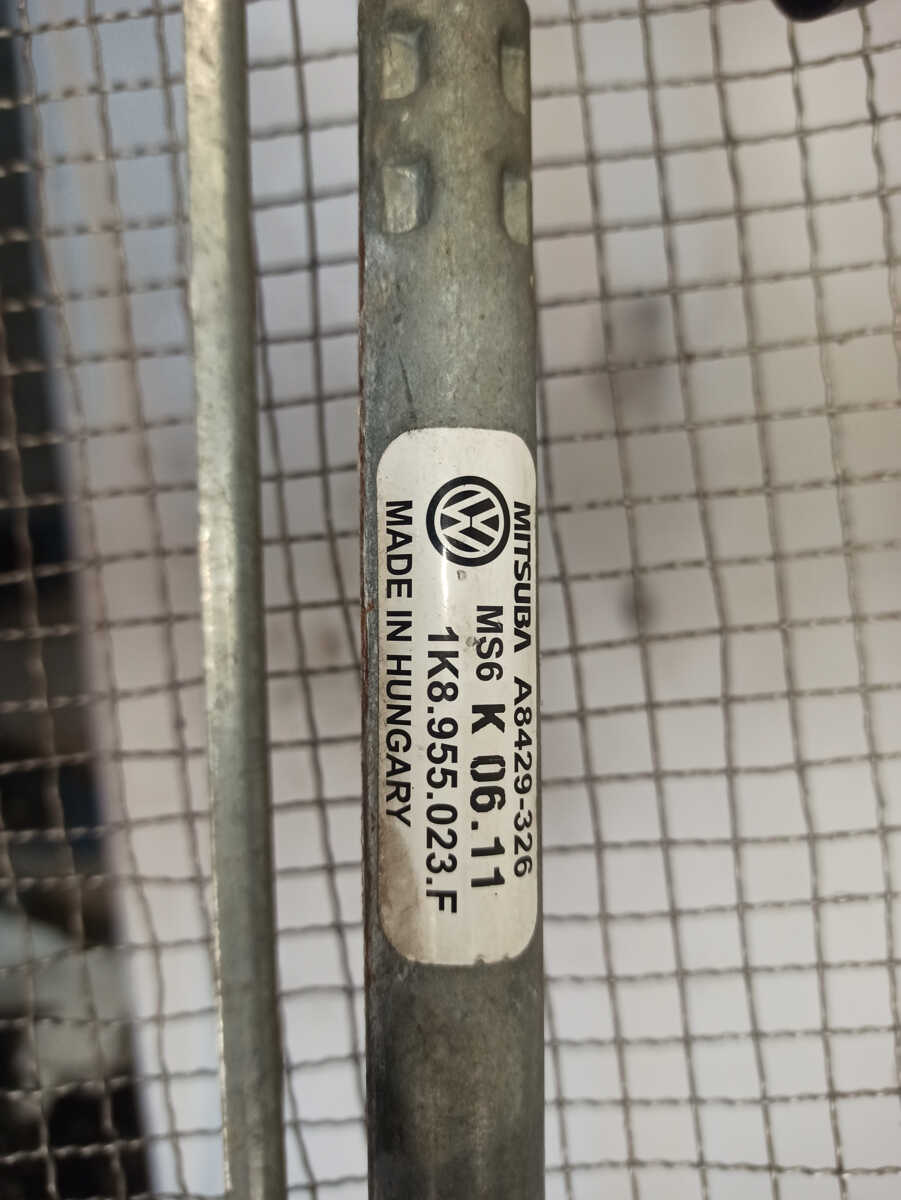 MITSUBA A8429-326
MS6 K 06.11
1K8.955.023.F
MADE IN HUNGARY